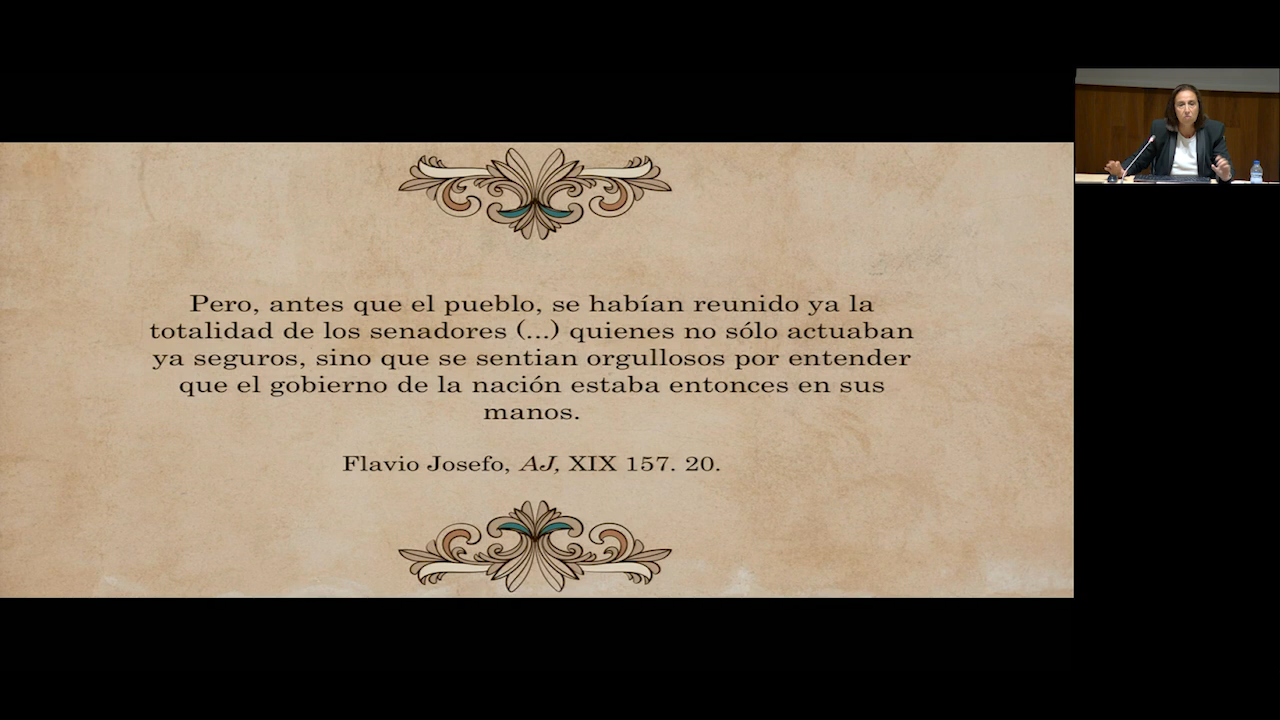 Pero, antes que el pueblo, se habían reunido ya la
totalidad de los senadores (...) quienes no sólo actuaban
ya seguros, sino que se sentian orgullosos por entender
que el gobierno de la nación estaba entonces en sus
manos.
Flavio Josefo, AJ, XIX 157. 20.